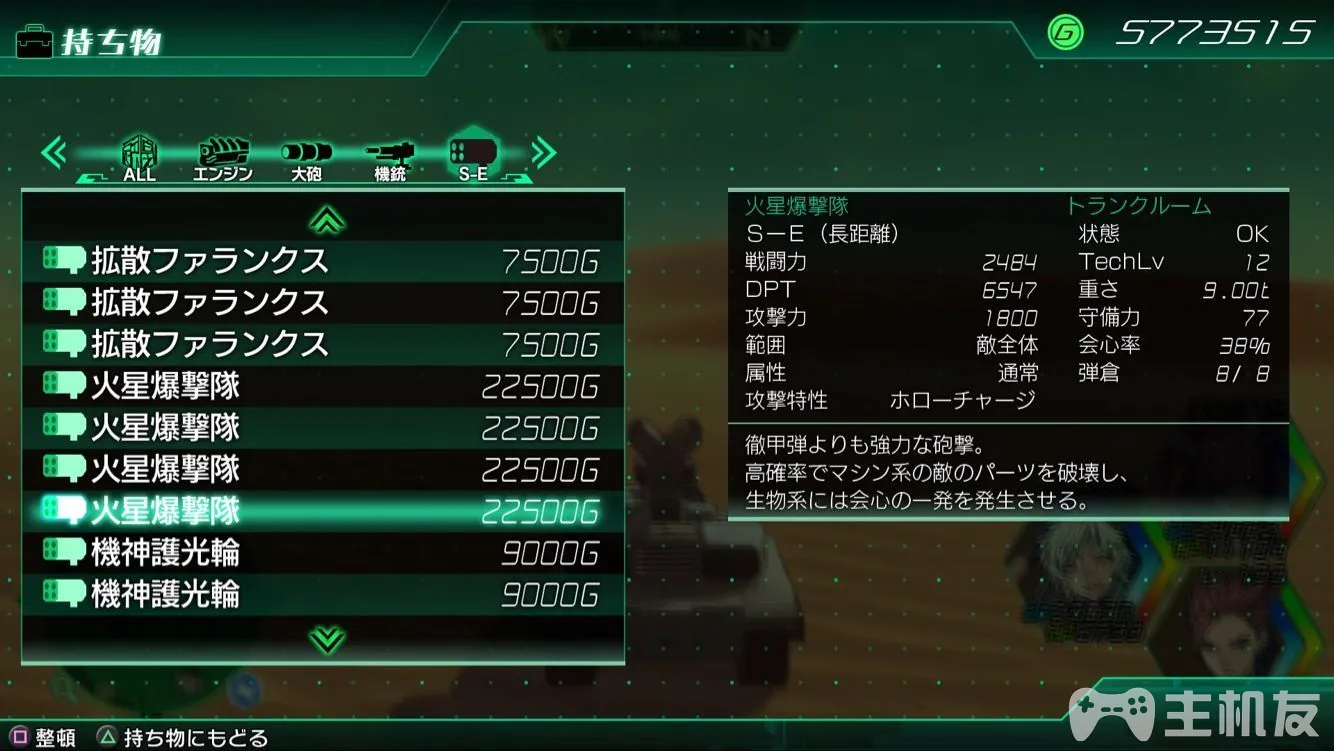 持ち物
G 5773515
ALL エンジン 大砲 機銃 S-E
拡散ファランクス 7500G
拡散ファランクス 7500G
拡散ファランクス 7500G
火星爆撃隊 22500G
火星爆撃隊 22500G
火星爆撃隊 22500G
火星爆撃隊 22500G
機神護光輪 9000G
機神護光輪 9000G
火星爆撃隊 トランクルーム
S－E（長距離） 状態 OK
戦闘力 2484 TechLv 12
DPT 6547 重さ 9.00t
攻撃力 1800 守備力 77
範囲 敵全体 会心率 38%
属性 通常 弾倉 8/ 8
攻撃特性 ホローチャージ
徹甲弾よりも強力な砲撃。
高確率でマシン系の敵のパーツを破壊し、
生物系には会心の一発を発生させる。
整頓 持ち物にもどる
主机友